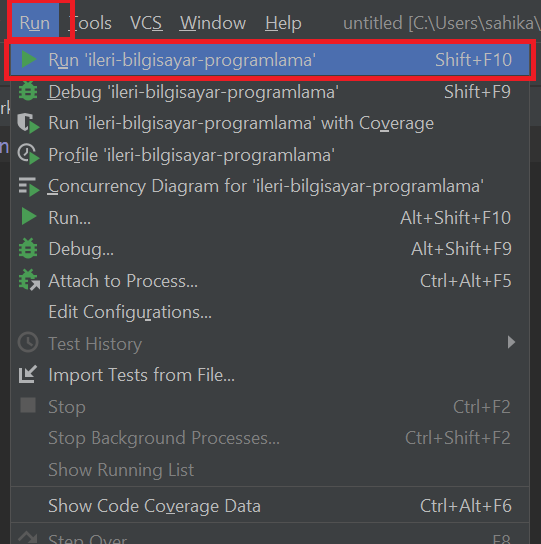 Run Tools VCS Window Help untitled [C:\Users\sahika\
Run 'ileri-bilgisayar-programlama' Shift+F10
Debug 'ileri-bilgisayar-programlama' Shift+F9
Run 'ileri-bilgisayar-programlama' with Coverage
Profile 'ileri-bilgisayar-programlama'
Concurrency Diagram for 'ileri-bilgisayar-programlama'
Run... Alt+Shift+F10
Debug... Alt+Shift+F9
Attach to Process... Ctrl+Alt+F5
Edit Configurations...
Test History
Import Tests from File...
Stop Ctrl+F2
Stop Background Processes... Ctrl+Shift+F2
Show Running List
Show Code Coverage Data Ctrl+Alt+F6
Step Over F8